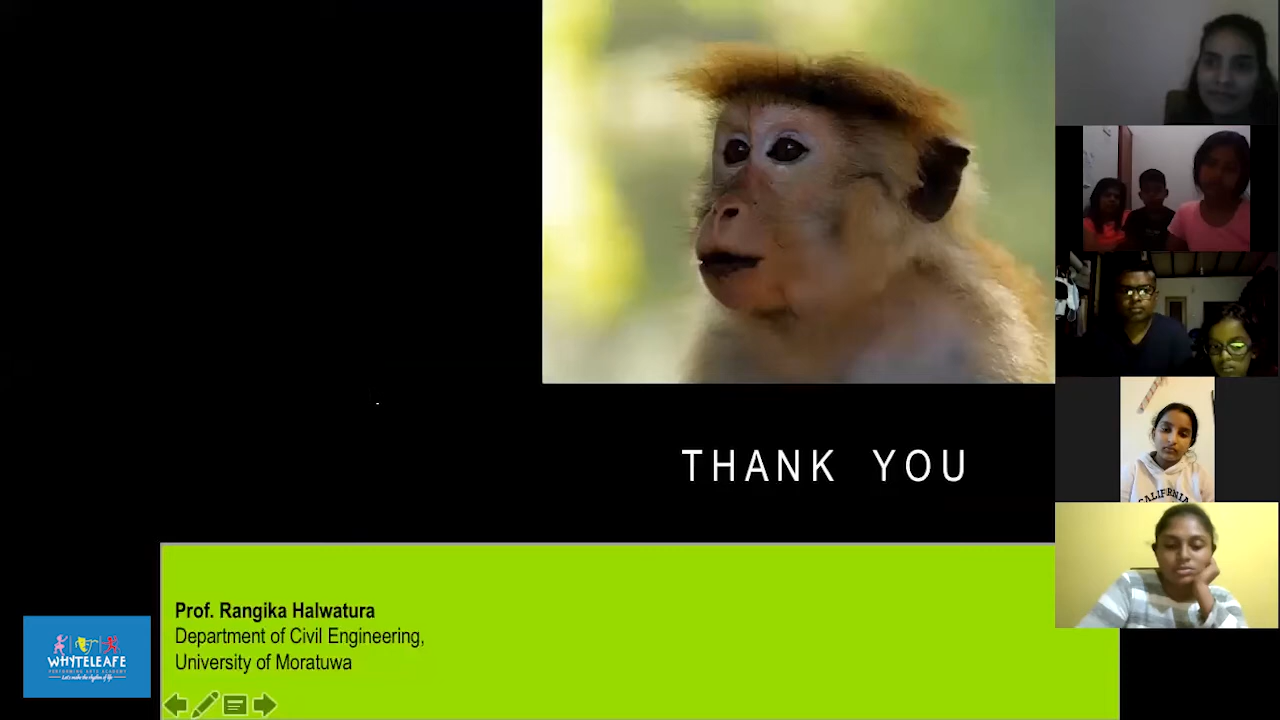 THANK YOU
Prof. Rangika Halwatura
Department of Civil Engineering,
University of Moratuwa
WHYTELEAFE
PERFORMING ARTS ACADEMY
Let's make the rhythm of life
CALIFORNIA